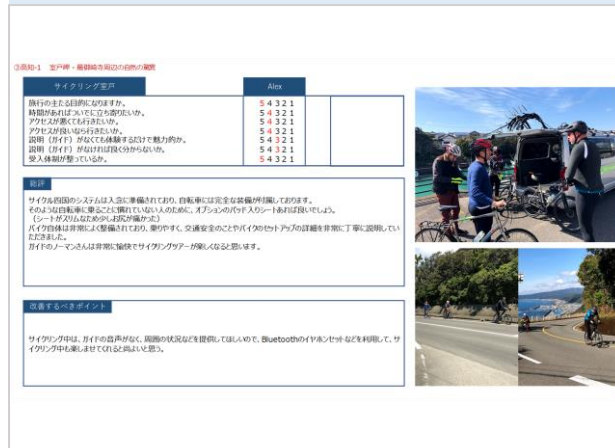 ③高知-1 室戸岬・最御崎寺周辺の自然の驚異
サイクリング室戸
Alex
旅行の主たる目的になりますか。 5 4 3 2 1
時間があればついでに立ち寄りたいか。 5 4 3 2 1
アクセスが悪くても行きたいか。 5 4 3 2 1
アクセスが良いなら行きたいか。 5 4 3 2 1
説明（ガイド）がなくても体験するだけで魅力的か。 5 4 3 2 1
説明（ガイド）がなければ良く分からないか。 5 4 3 2 1
受入体制が整っているか。 5 4 3 2 1
総評
サイクル四国のシステムは入念に準備されており、自転車には完全な装備が付属しております。
そのような自転車に乗ることに慣れていない人のために、オプションのパッド入りシートあれば良いでしょう。
（シートがスリムなため少しお尻が痛かった）
バイク自体は非常によく整備されており、乗りやすく、交通安全のことやバイクのセットアップの詳細を非常に丁寧に説明してい
ただきました。
ガイドのノーマンさんは非常に愉快でサイクリングツアーが楽しくなると思います。
改善するべきポイント
サイクリング中は、ガイドの音声がなく、周囲の状況などを提供してほしいので、Bluetoothのイヤホンセットなどを利用して、サ
イクリング中も楽しませてくれると尚よいと思う。